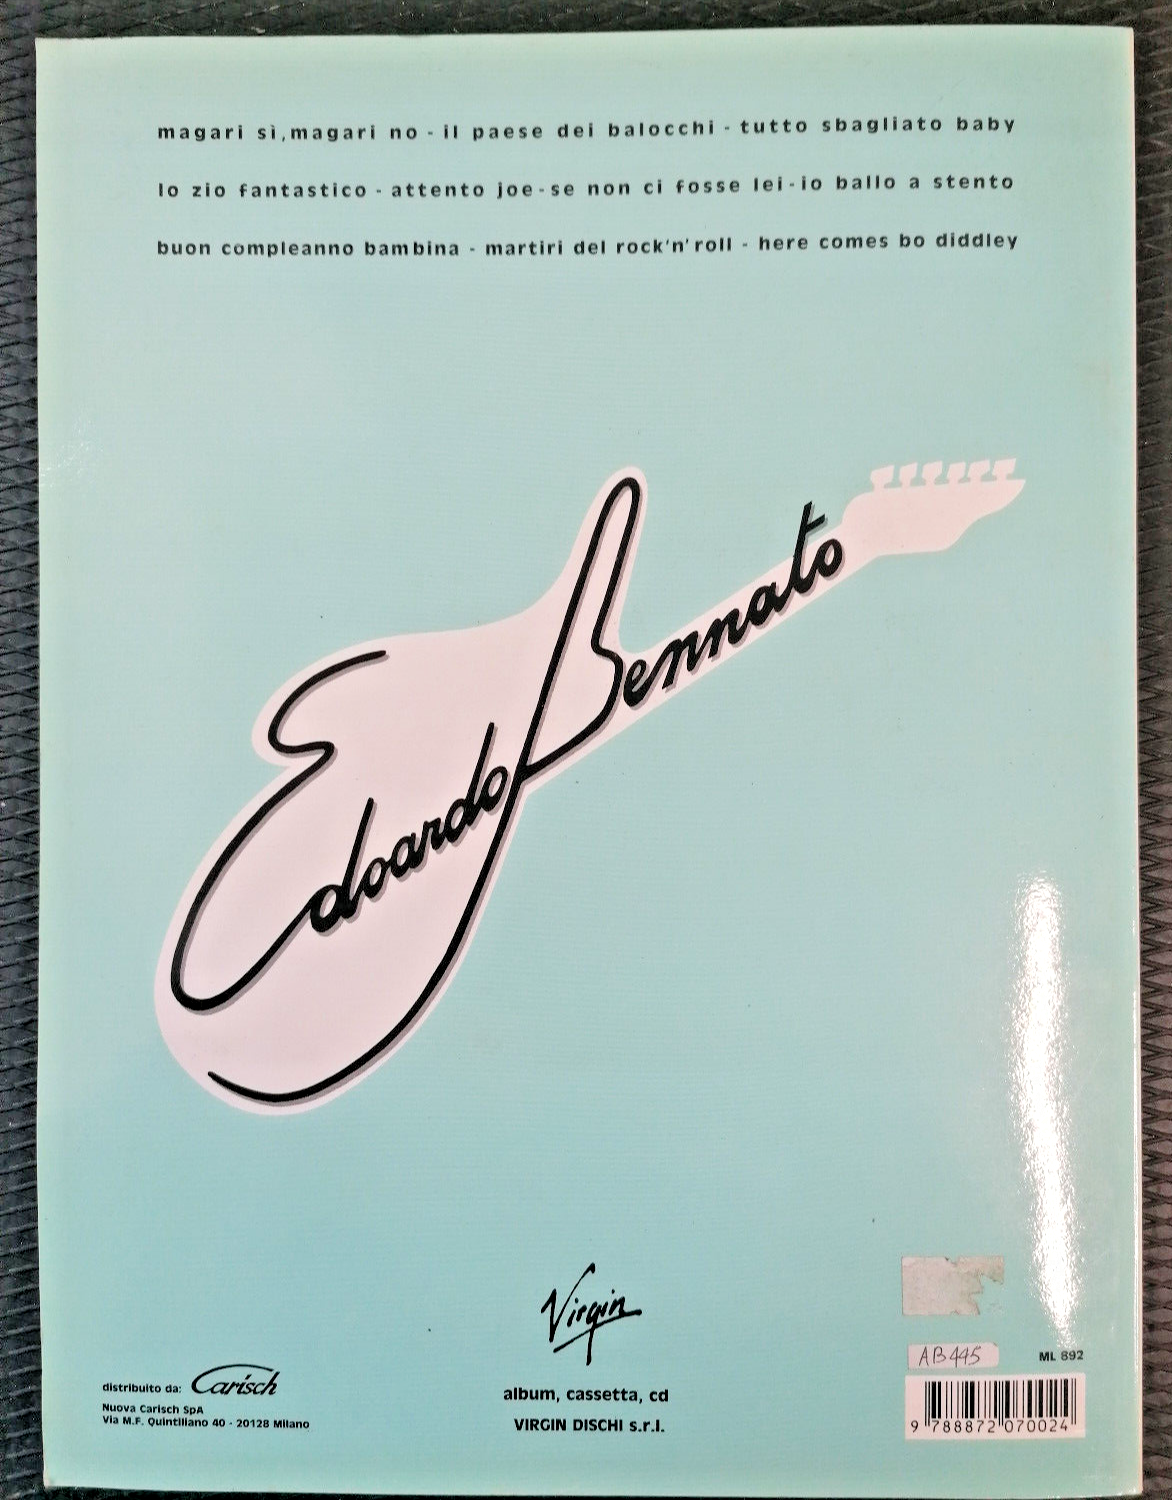 magari sì, magari no - il paese dei balocchi - tutto sbagliato baby
lo zio fantastico - attento joe - se non ci fosse lei - io ballo a stento
buon compleanno bambina - martiri del rock'n'roll - here comes bo diddley
Edoardo Bennato
Virgin
AB445
ML 892
distribuito da: Carisch
Nuova Carisch SpA
Via M.F. Quintiliano 40 - 20128 Milano
album, cassetta, cd
VIRGIN DISCHI s.r.l.
9 788872 070024